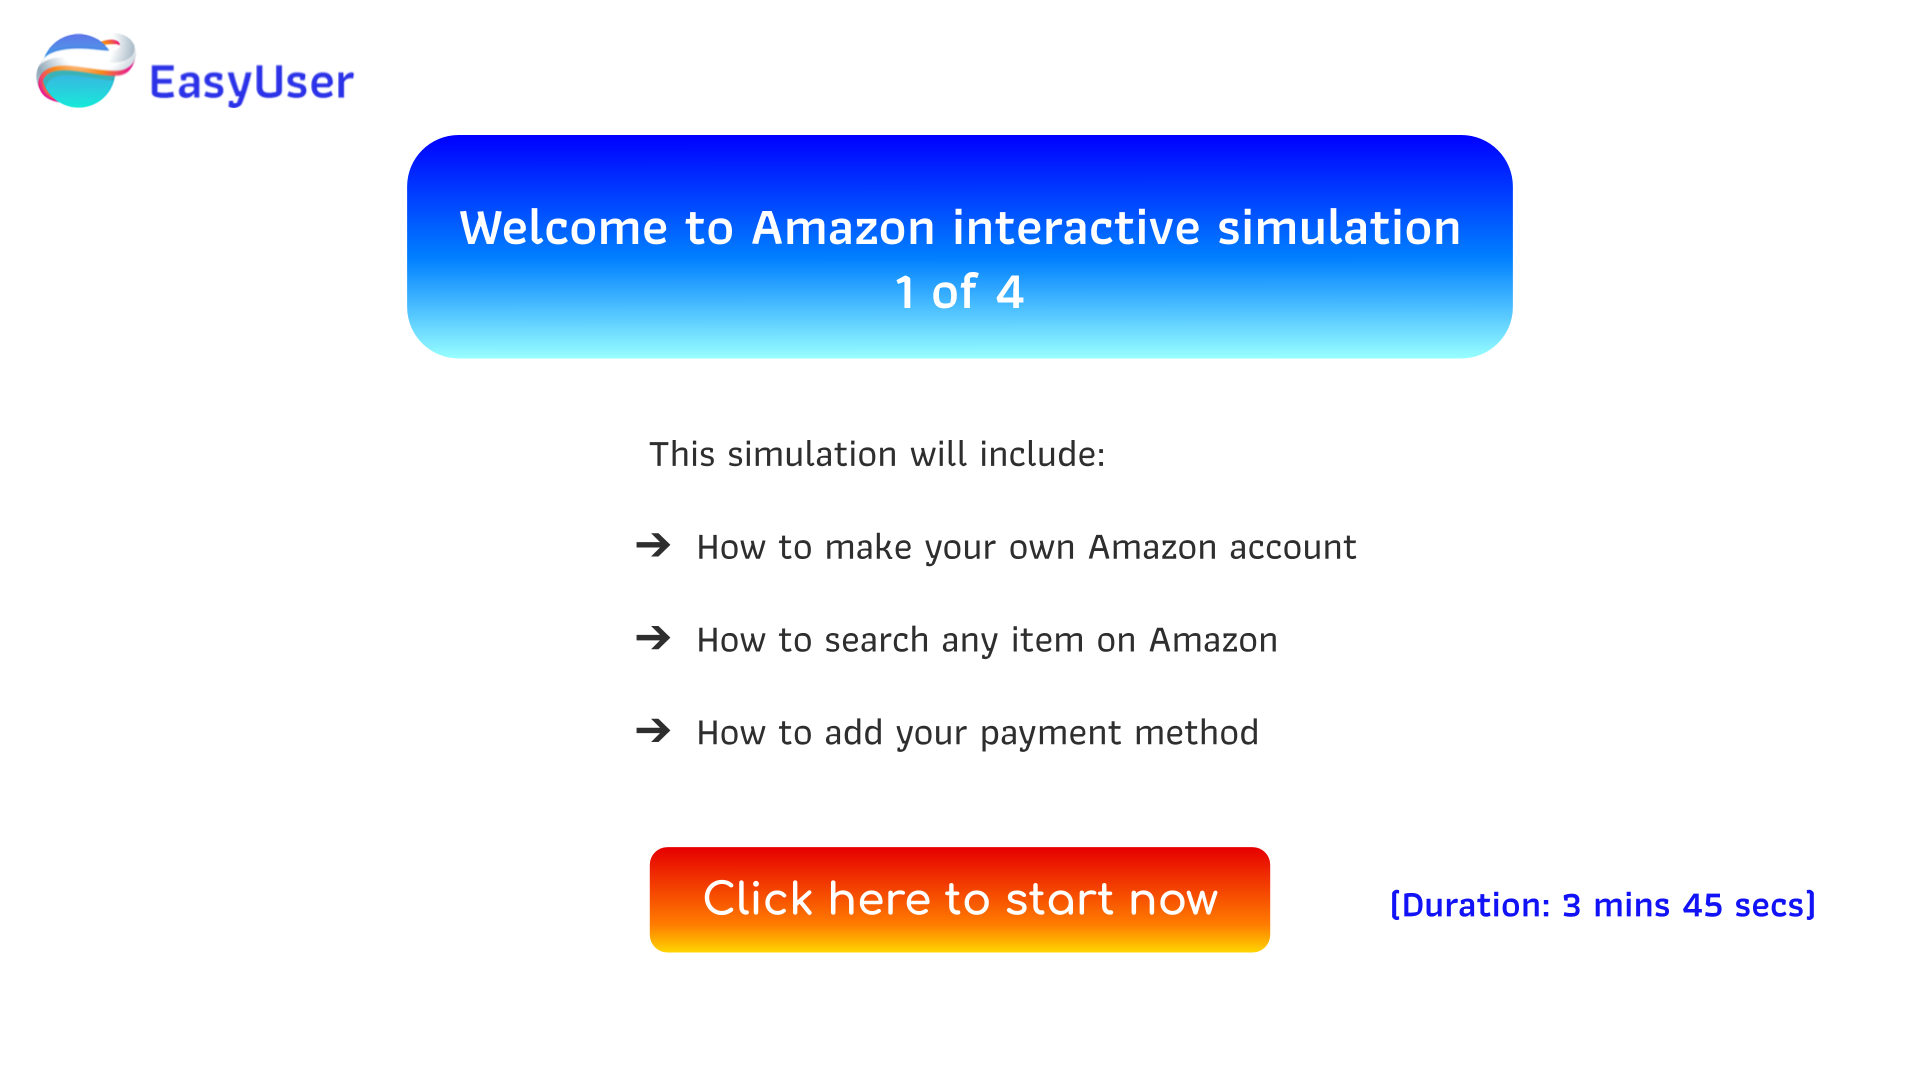 EasyUser
Welcome to Amazon interactive simulation
1 of 4
This simulation will include:
➔ How to make your own Amazon account
➔ How to search any item on Amazon
➔ How to add your payment method
Click here to start now
[Duration: 3 mins 45 secs]